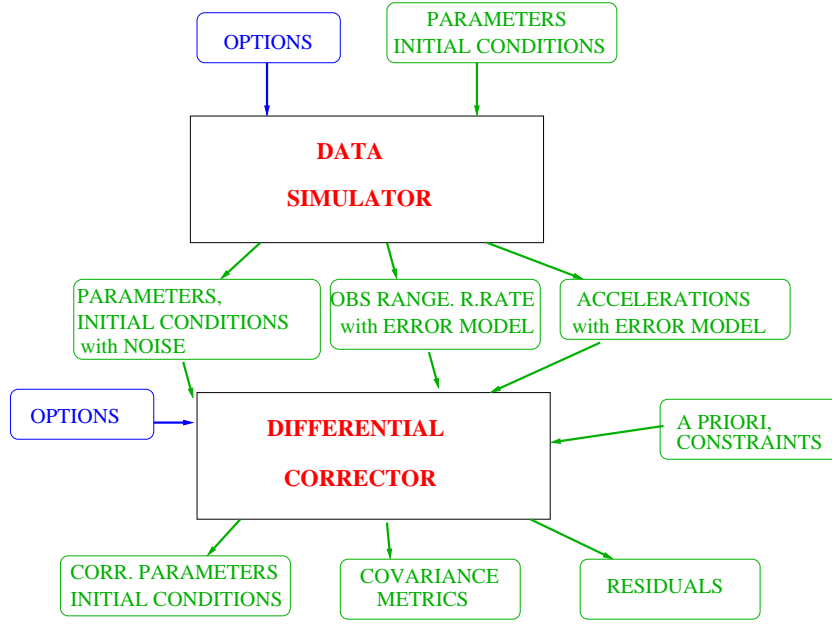 OPTIONS
PARAMETERS
INITIAL CONDITIONS
DATA
SIMULATOR
PARAMETERS,
INITIAL CONDITIONS
with NOISE
OBS RANGE. R.RATE
with ERROR MODEL
ACCELERATIONS
with ERROR MODEL
OPTIONS
DIFFERENTIAL
CORRECTOR
A PRIORI,
CONSTRAINTS
CORR. PARAMETERS
INITIAL CONDITIONS
COVARIANCE
METRICS
RESIDUALS